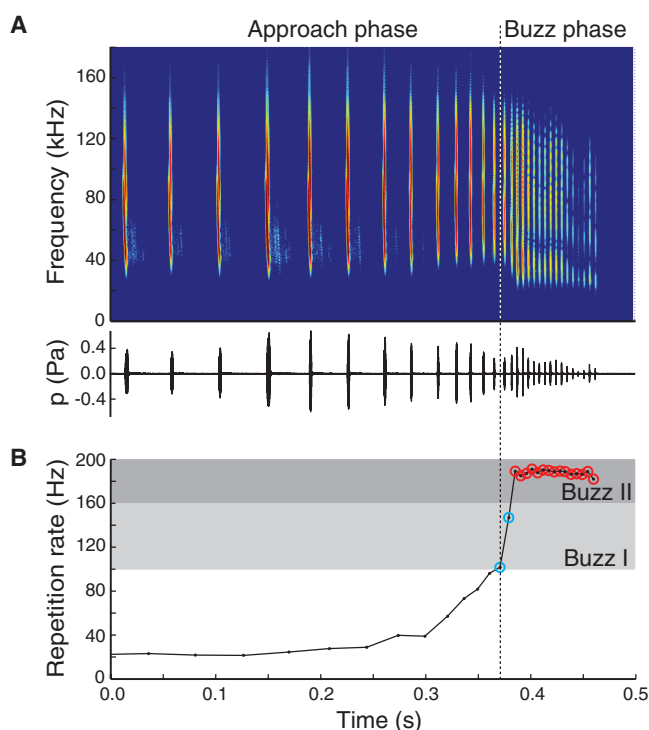 A
Approach phase
Buzz phase
160
120
80
40
0
Frequency (kHz)
0.4
0.0
-0.4
p (Pa)
B
200
160
120
80
40
0
Repetition rate (Hz)
Buzz II
Buzz I
0.0
0.1
0.2
0.3
0.4
0.5
Time (s)